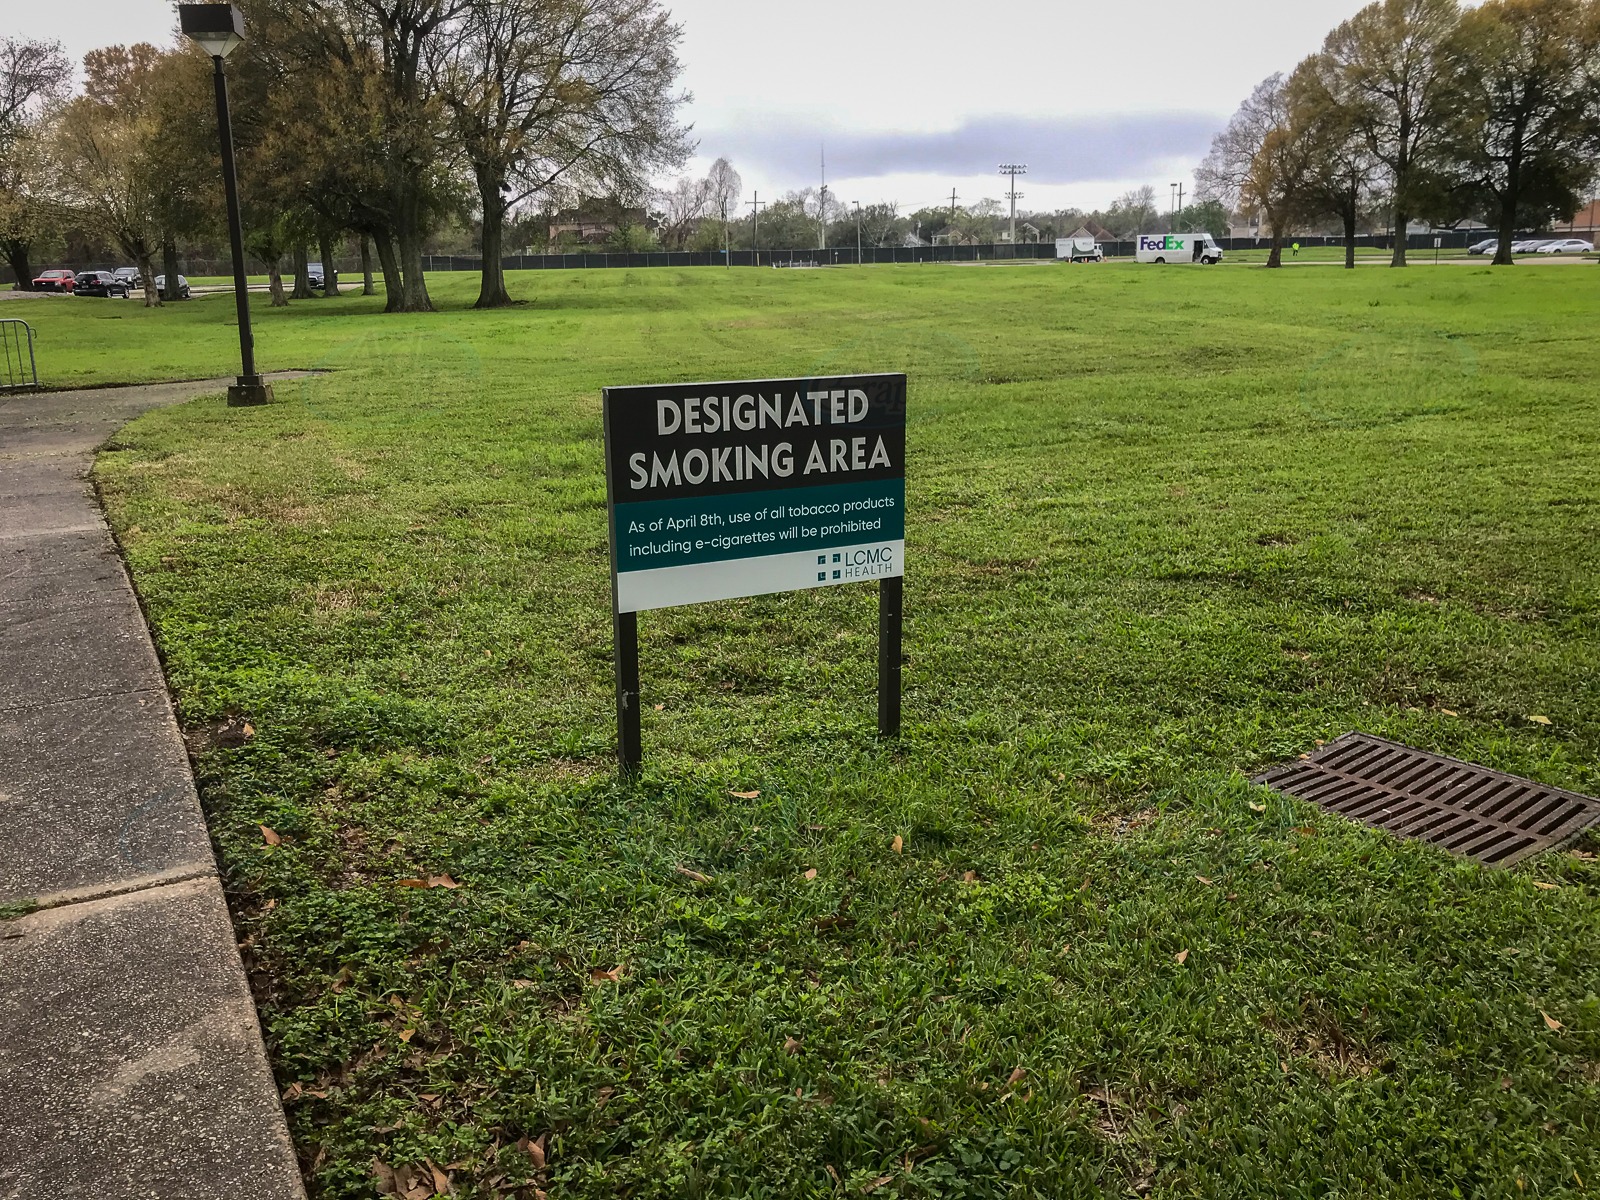 FedEx
DESIGNATED
SMOKING AREA
As of April 8th, use of all tobacco products
including e-cigarettes will be prohibited
LCMC
HEALTH